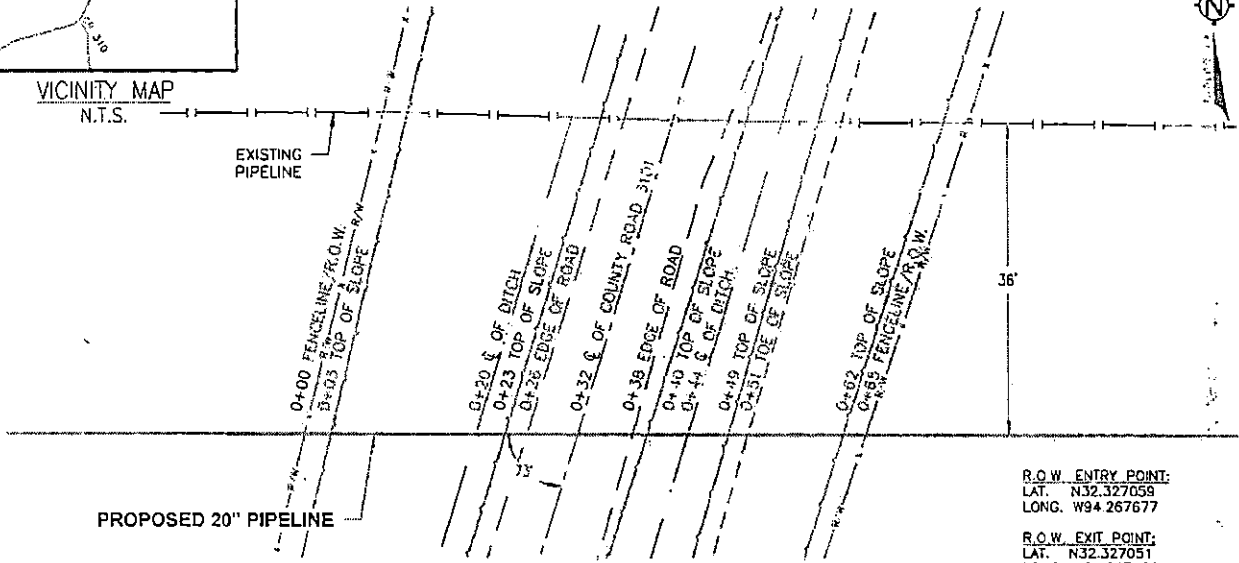 310
N
VICINITY MAP
N.T.S.
EXISTING
PIPELINE
R/W
R/W
0+00 FENCELINE/R.O.W.
0+03 TOP OF SLOPE
0+20 ℄ OF DITCH
0+23 TOP OF SLOPE
0+26 EDGE OF ROAD
0+32 ℄ OF COUNTY ROAD 3101
0+38 EDGE OF ROAD
0+40 TOP OF SLOPE
0+44 ℄ OF DITCH
0+49 TOP OF SLOPE
0+51 TOE OF SLOPE
0+62 TOP OF SLOPE
0+65 FENCELINE/R.O.W.
R/W
36'
73°
R/W
R/W
PROPOSED 20" PIPELINE
R.O.W. ENTRY POINT:
LAT. N32.327059
LONG. W94.267677
R.O.W. EXIT POINT:
LAT. N32.327051